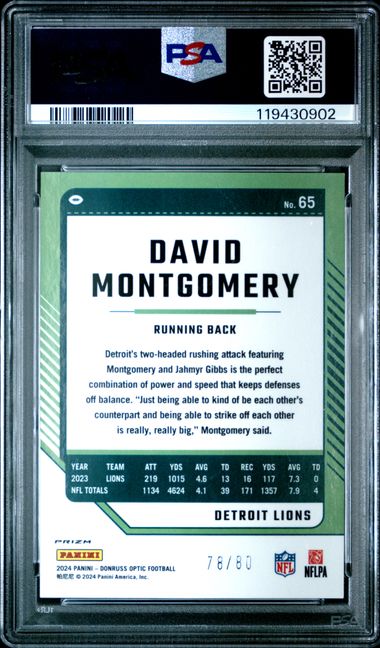 PSA
119430902
No. 65
DAVID
MONTGOMERY
RUNNING BACK
Detroit's two-headed rushing attack featuring
Montgomery and Jahmyr Gibbs is the perfect
combination of power and speed that keeps defenses
off balance. "Just being able to kind of be each other's
counterpart and being able to strike off each other
is really, really big," Montgomery said.
YEAR TEAM ATT YDS AVG TD REC YDS AVG TD
2023 LIONS 219 1015 4.6 13 16 117 7.3 0
NFL TOTALS 1134 4624 4.1 39 171 1357 7.9 4
DETROIT LIONS
PRIZM
PANINI
2024 PANINI - DONRUSS OPTIC FOOTBALL
帕尼尼 © 2024 Panini America, Inc.
78/80
NFL
NFLPA
PSA